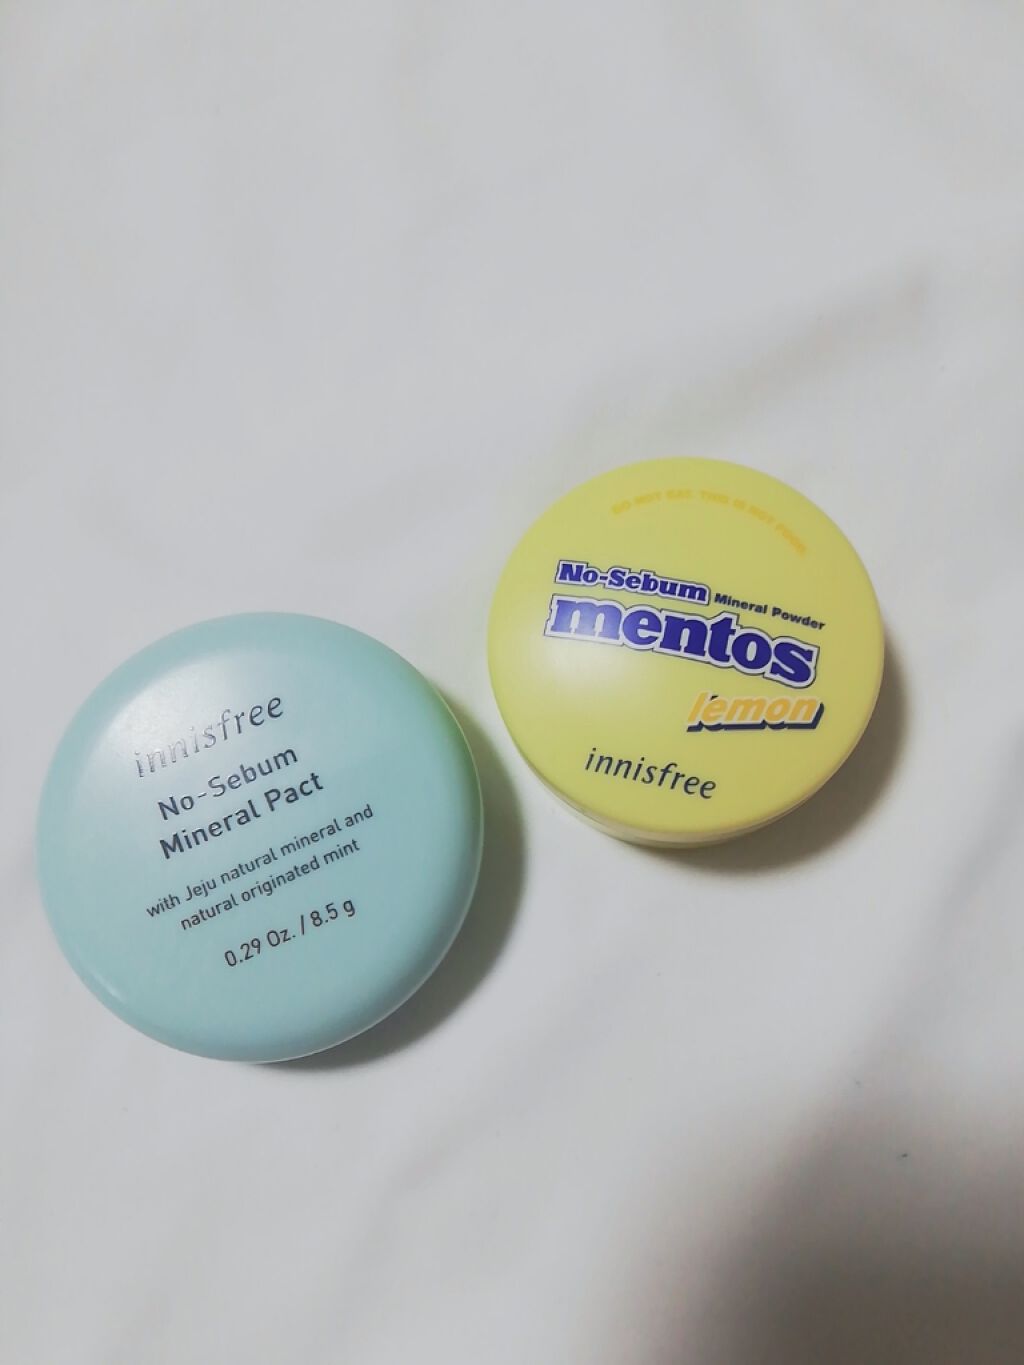 innisfree
No-Sebum
Mineral Pact
with Jeju natural mineral and
natural originated mint
0.29 Oz. / 8.5 g
DO NOT EAT. THIS IS NOT FOOD
No-Sebum Mineral Powder
mentos
lemon
innisfree